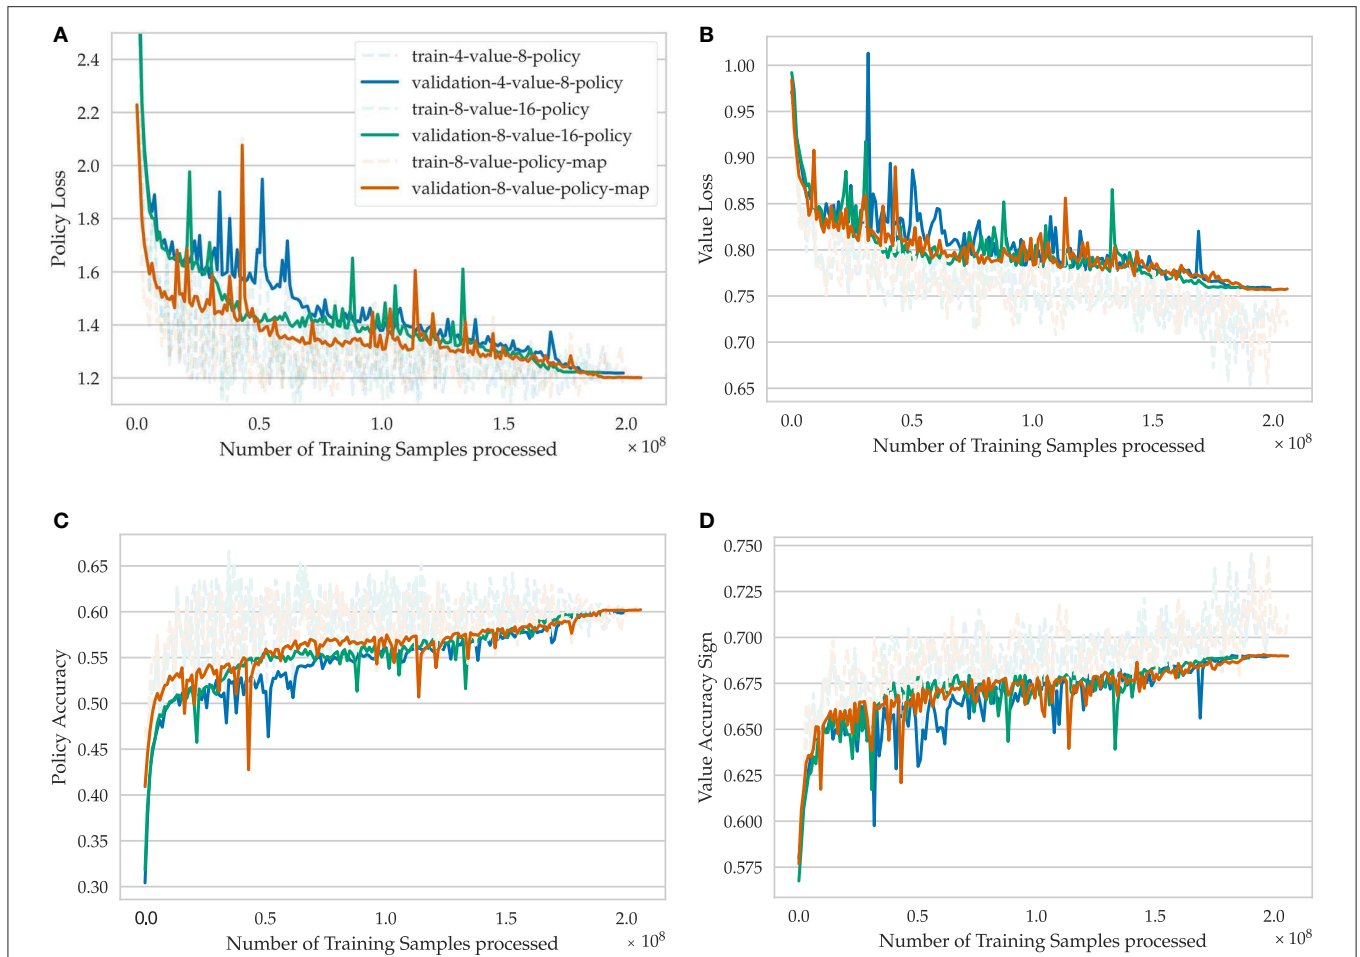 A
Policy Loss
2.4
2.2
2.0
1.8
1.6
1.4
1.2
train-4-value-8-policy
validation-4-value-8-policy
train-8-value-16-policy
validation-8-value-16-policy
train-8-value-policy-map
validation-8-value-policy-map
0.0 0.5 1.0 1.5 2.0
Number of Training Samples processed × 10⁸
B
Value Loss
1.00
0.95
0.90
0.85
0.80
0.75
0.70
0.65
0.0 0.5 1.0 1.5 2.0
Number of Training Samples processed × 10⁸
C
Policy Accuracy
0.65
0.60
0.55
0.50
0.45
0.40
0.35
0.30
0.0 0.5 1.0 1.5 2.0
Number of Training Samples processed × 10⁸
D
Value Accuracy Sign
0.750
0.725
0.700
0.675
0.650
0.625
0.600
0.575
0.0 0.5 1.0 1.5 2.0
Number of Training Samples processed × 10⁸